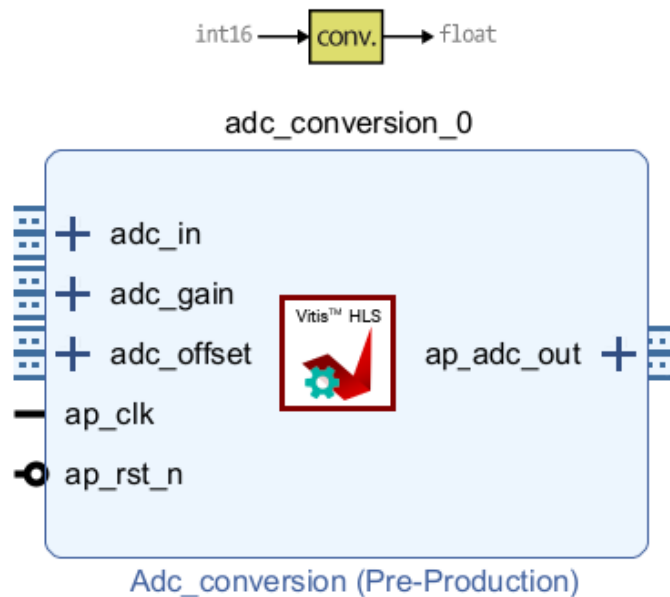 int16 conv. float
adc_conversion_0
adc_in
adc_gain
Vitis™ HLS
adc_offset ap_adc_out
ap_clk
ap_rst_n
Adc_conversion (Pre-Production)